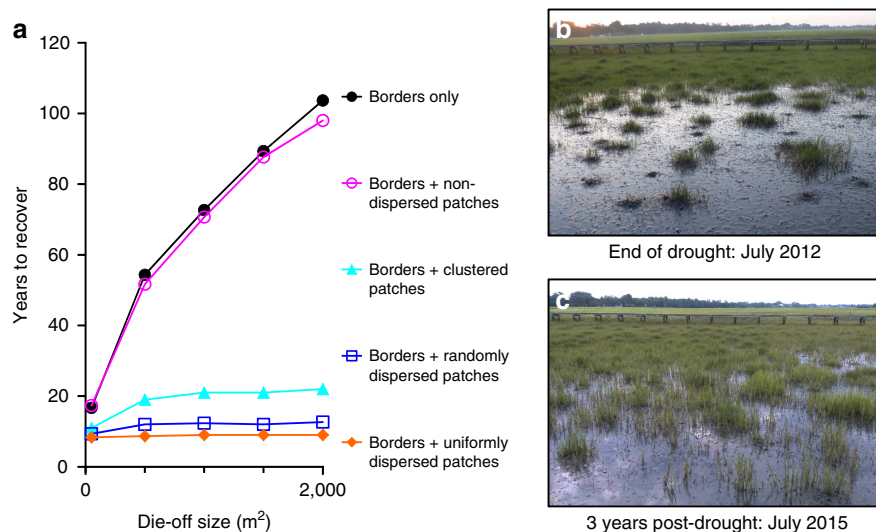 a
120
100
80
60
40
20
0
Years to recover
0
2,000
Die-off size (m²)
Borders only
Borders + non-
dispersed patches
Borders + clustered
patches
Borders + randomly
dispersed patches
Borders + uniformly
dispersed patches
b
End of drought: July 2012
c
3 years post-drought: July 2015